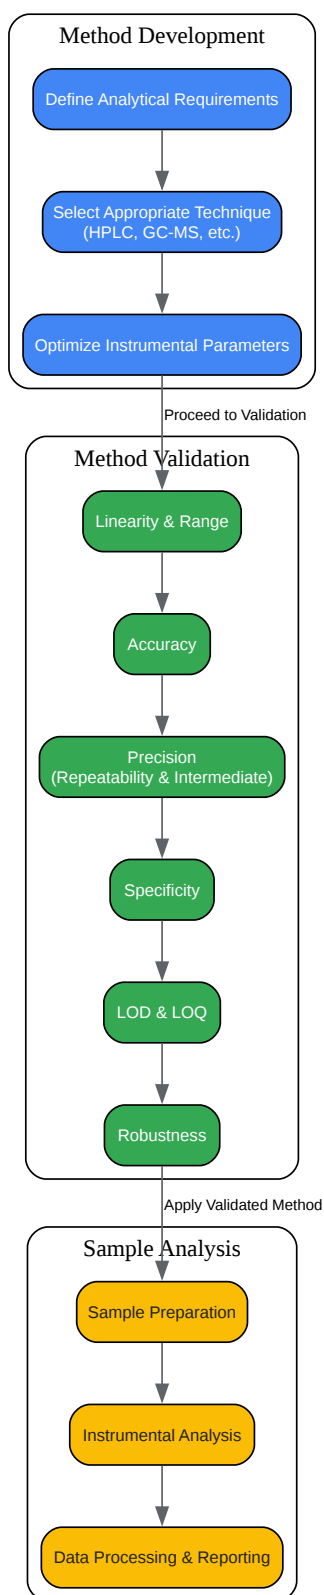 Method Development
Define Analytical Requirements
Select Appropriate Technique
(HPLC, GC-MS, etc.)
Optimize Instrumental Parameters
Proceed to Validation
Method Validation
Linearity & Range
Accuracy
Precision
(Repeatability & Intermediate)
Specificity
LOD & LOQ
Robustness
Apply Validated Method
Sample Analysis
Sample Preparation
Instrumental Analysis
Data Processing & Reporting